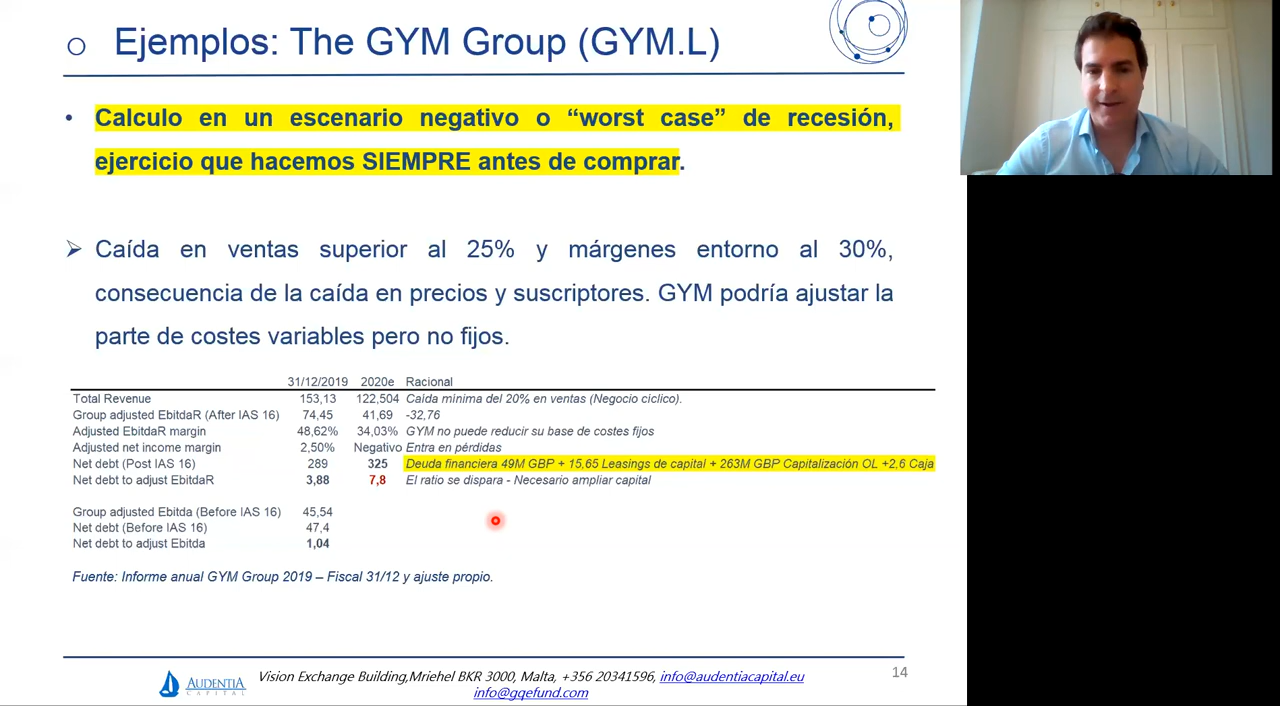 o Ejemplos: The GYM Group (GYM.L)
• Calculo en un escenario negativo o “worst case” de recesión,
ejercicio que hacemos SIEMPRE antes de comprar.
➢ Caída en ventas superior al 25% y márgenes entorno al 30%,
consecuencia de la caída en precios y suscriptores. GYM podría ajustar la
parte de costes variables pero no fijos.
31/12/2019 2020e Racional
Total Revenue 153,13 122,504 Caída mínima del 20% en ventas (Negocio ciclico).
Group adjusted EbitdaR (After IAS 16) 74,45 41,69 -32,76
Adjusted EbitdaR margin 48,62% 34,03% GYM no puede reducir su base de costes fijos
Adjusted net income margin 2,50% Negativo Entra en pérdidas
Net debt (Post IAS 16) 289 325 Deuda financiera 49M GBP + 15,65 Leasings de capital + 263M GBP Capitalización OL +2,6 Caja
Net debt to adjust EbitdaR 3,88 7,8 El ratio se dispara - Necesario ampliar capital
Group adjusted Ebitda (Before IAS 16) 45,54
Net debt (Before IAS 16) 47,4
Net debt to adjust Ebitda 1,04
Fuente: Informe anual GYM Group 2019 – Fiscal 31/12 y ajuste propio.
14
AUDENTIA
CAPITAL
Vision Exchange Building,Mriehel BKR 3000, Malta, +356 20341596, info@audentiacapital.eu
info@gqefund.com